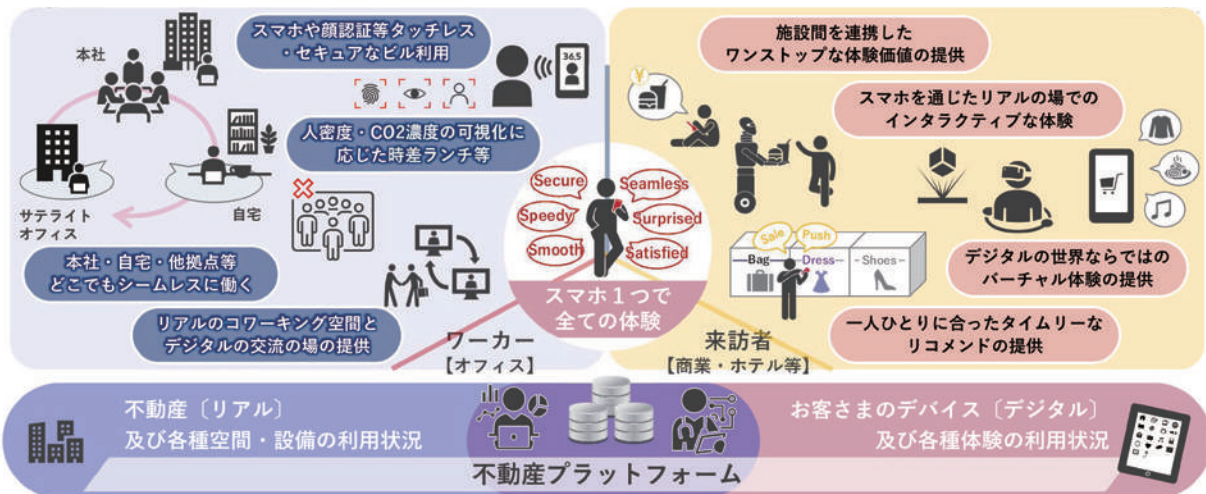 本社
サテライト
オフィス
自宅
スマホや顔認証等タッチレス
・セキュアなビル利用
36.5
人密度・CO2濃度の可視化に
応じた時差ランチ等
本社・自宅・他拠点等
どこでもシームレスに働く
リアルのコワーキング空間と
デジタルの交流の場の提供
ワーカー
【オフィス】
Secure
Seamless
Speedy
Surprised
Smooth
Satisfied
スマホ1つで
全ての体験
施設間を連携した
ワンストップな体験価値の提供
¥
スマホを通じたリアルの場での
インタラクティブな体験
Sale
Push
Bag
Dress
Shoes
デジタルの世界ならではの
バーチャル体験の提供
一人ひとりに合ったタイムリーな
リコメンドの提供
来訪者
【商業・ホテル等】
不動産〔リアル〕
及び各種空間・設備の利用状況
お客さまのデバイス〔デジタル〕
及び各種体験の利用状況
不動産プラットフォーム